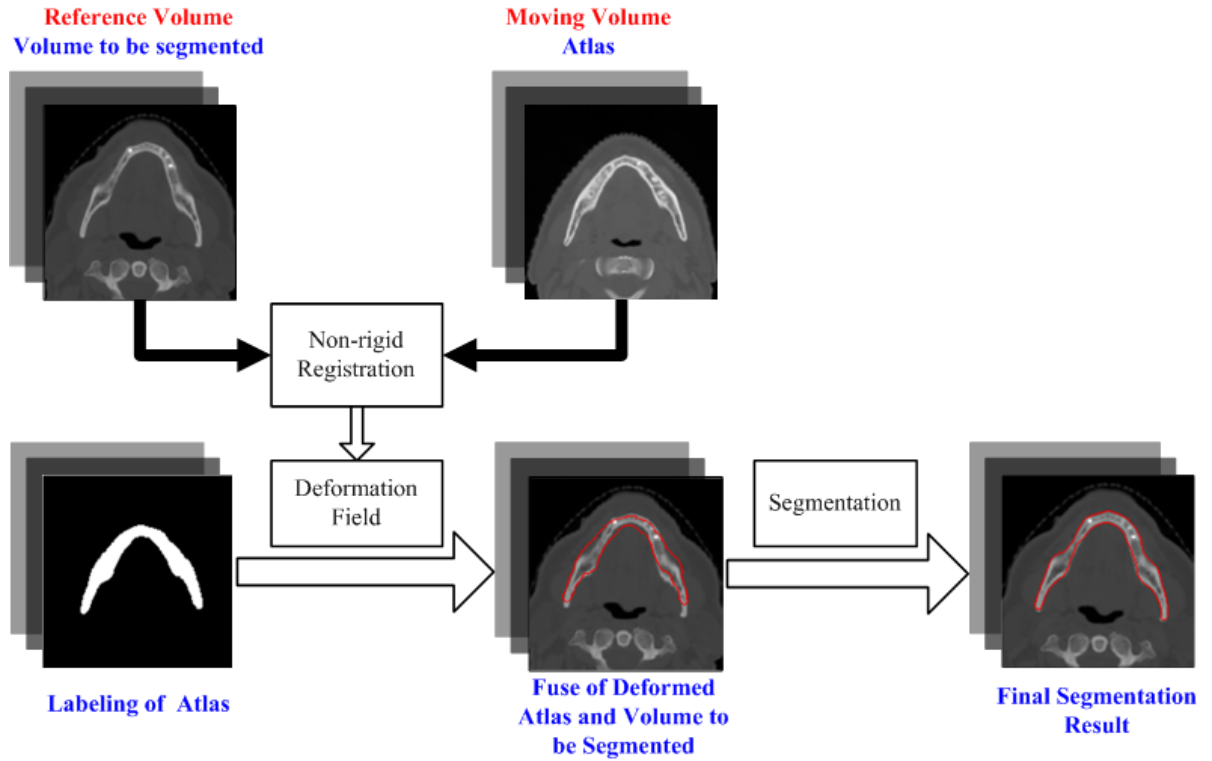 Reference Volume
Volume to be segmented
Moving Volume
Atlas
Non-rigid
Registration
Deformation
Field
Segmentation
Labeling of Atlas
Fuse of Deformed
Atlas and Volume to
be Segmented
Final Segmentation
Result